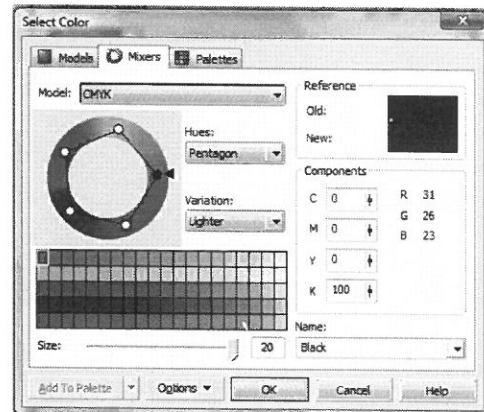 Select Color
Models Mixers Palettes
Model: CMYK
Reference
Old:
New:
Hues:
Pentagon
Components
C 0 R 31
M 0 G 26
Y 0 B 23
K 100
Variation:
Lighter
Size: 20
Name:
Black
Add To Palette Options OK Cancel Help